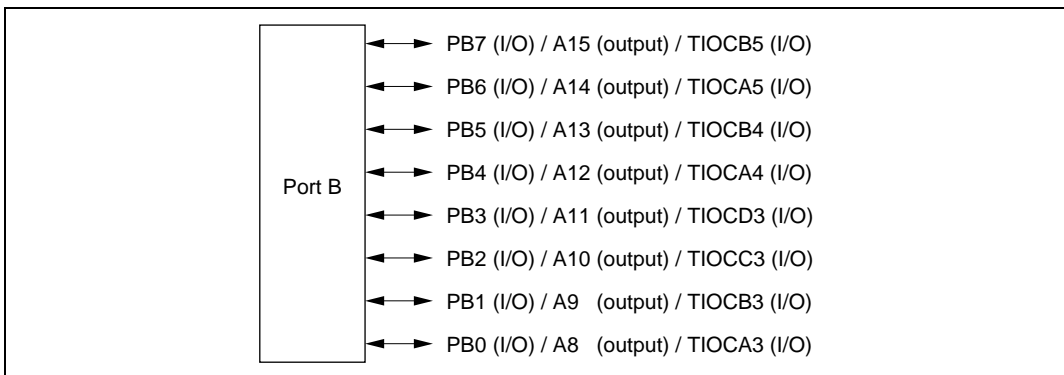 PB7 (I/O) / A15 (output) / TIOCB5 (I/O)
PB6 (I/O) / A14 (output) / TIOCA5 (I/O)
PB5 (I/O) / A13 (output) / TIOCB4 (I/O)
PB4 (I/O) / A12 (output) / TIOCA4 (I/O)
Port B
PB3 (I/O) / A11 (output) / TIOCD3 (I/O)
PB2 (I/O) / A10 (output) / TIOCC3 (I/O)
PB1 (I/O) / A9 (output) / TIOCB3 (I/O)
PB0 (I/O) / A8 (output) / TIOCA3 (I/O)